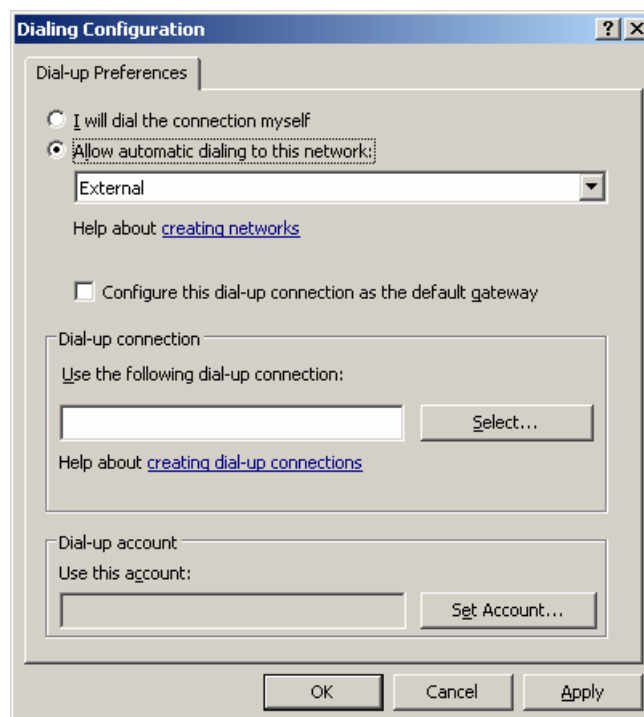 Dialing Configuration
Dial-up Preferences
I will dial the connection myself
Allow automatic dialing to this network:
External
Help about creating networks
Configure this dial-up connection as the default gateway
Dial-up connection
Use the following dial-up connection:
Select...
Help about creating dial-up connections
Dial-up account
Use this account:
Set Account...
OK Cancel Apply